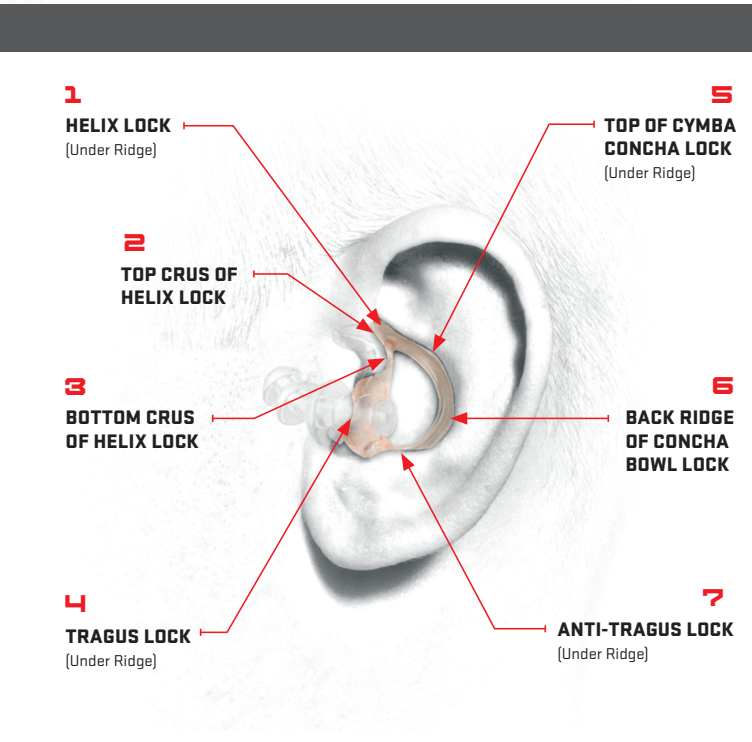 1
HELIX LOCK
(Under Ridge)
2
TOP CRUS OF
HELIX LOCK
3
BOTTOM CRUS
OF HELIX LOCK
4
TRAGUS LOCK
(Under Ridge)
5
TOP OF CYMBA
CONCHA LOCK
(Under Ridge)
6
BACK RIDGE
OF CONCHA
BOWL LOCK
7
ANTI-TRAGUS LOCK
(Under Ridge)